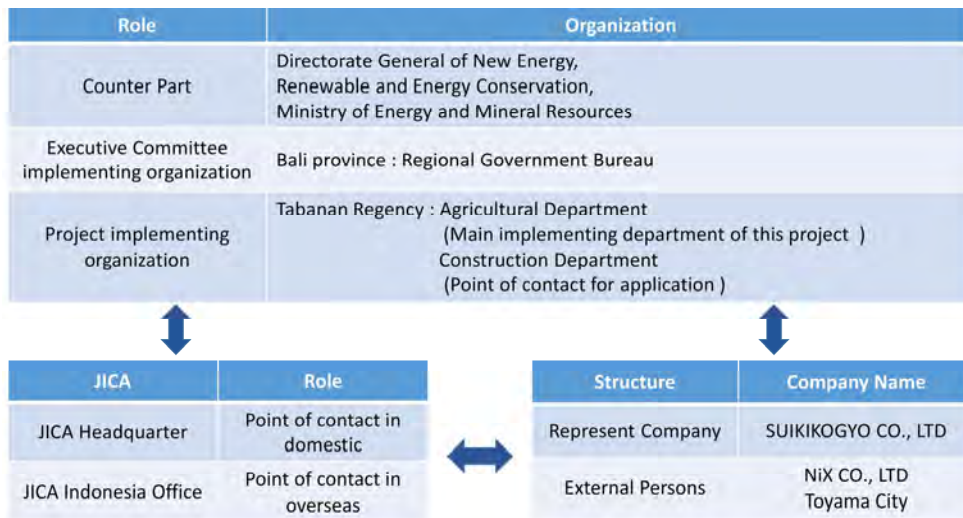 Role
Organization
Counter Part
Directorate General of New Energy,
Renewable and Energy Conservation,
Ministry of Energy and Mineral Resources
Executive Committee
implementing organization
Bali province : Regional Government Bureau
Project implementing
organization
Tabanan Regency : Agricultural Department
(Main implementing department of this project )
Construction Department
(Point of contact for application )
JICA
Role
JICA Headquarter
Point of contact in
domestic
JICA Indonesia Office
Point of contact in
overseas
Structure
Company Name
Represent Company
SUIKIKOGYO CO., LTD
External Persons
NiX CO., LTD
Toyama City